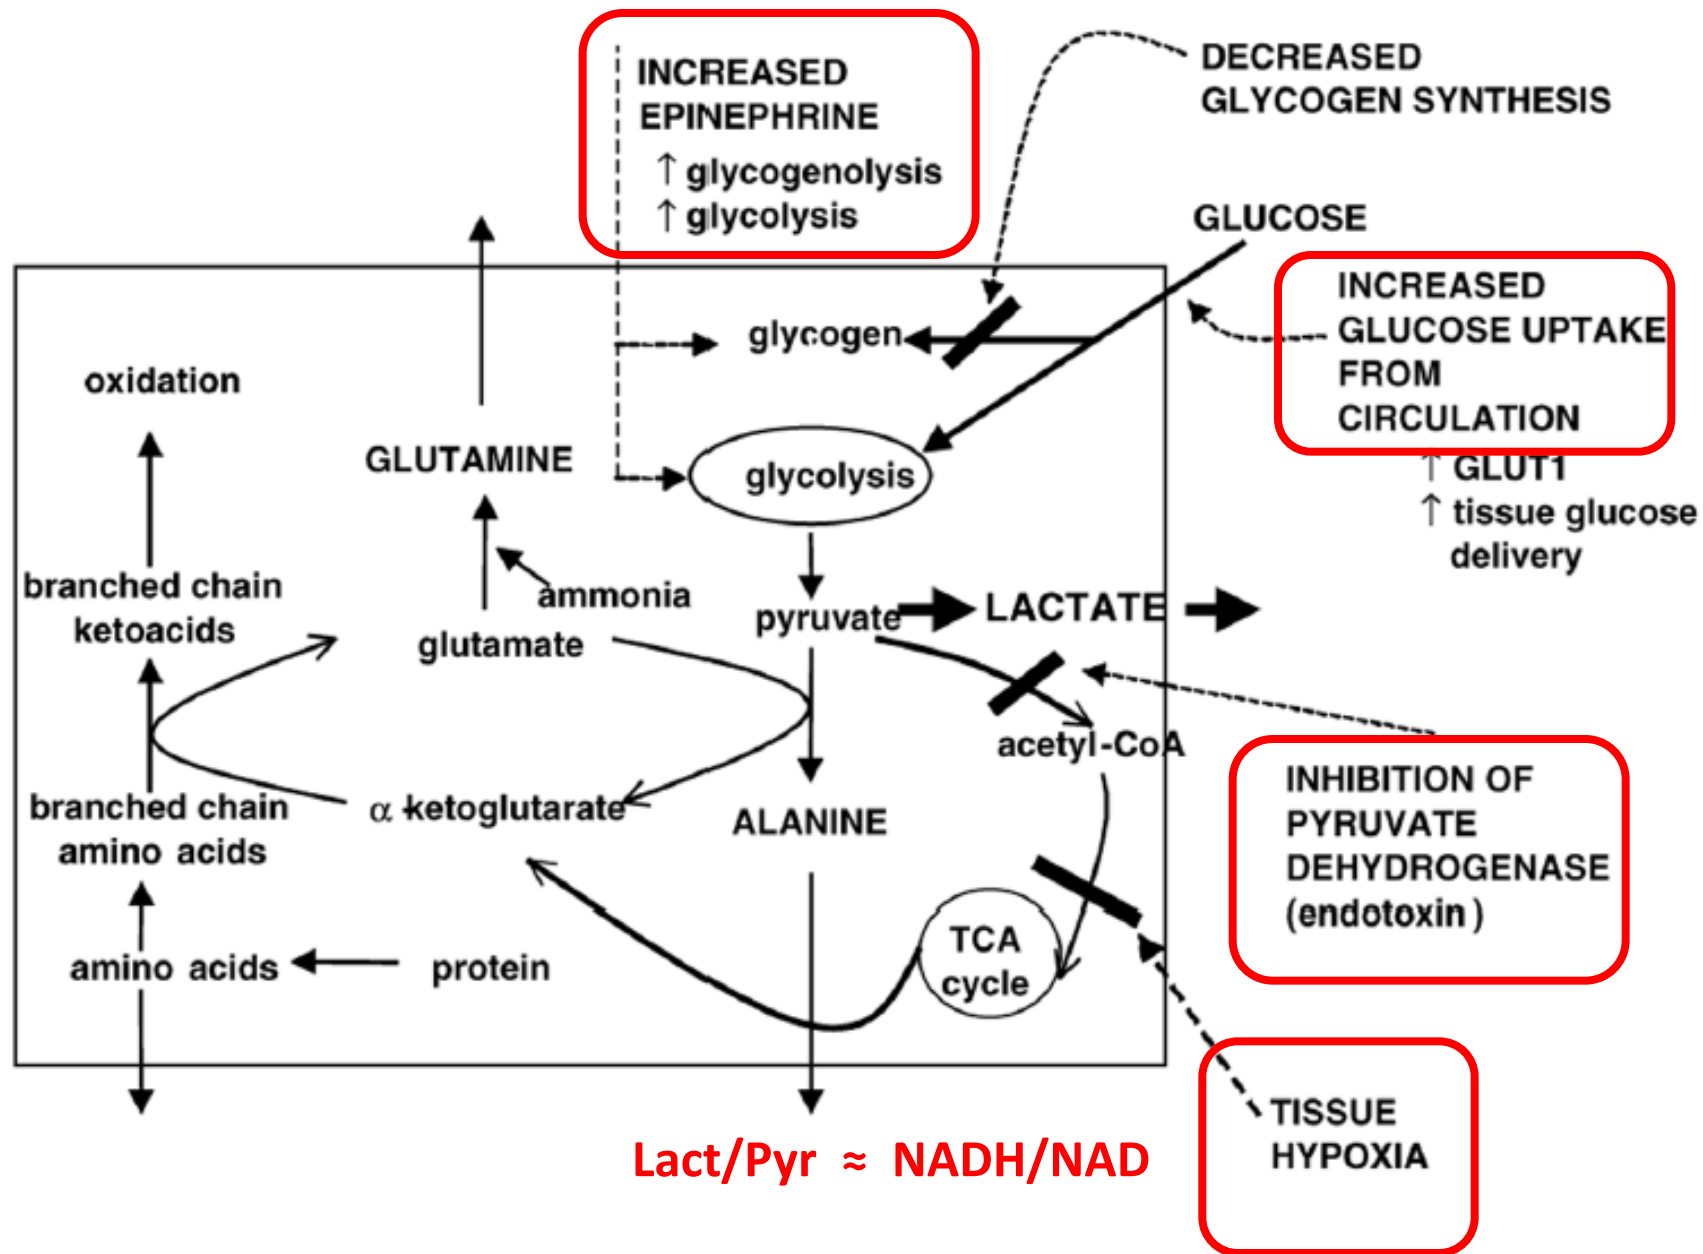 INCREASED
EPINEPHRINE
↑ glycogenolysis
↑ glycolysis
DECREASED
GLYCOGEN SYNTHESIS
GLUCOSE
INCREASED
GLUCOSE UPTAKE
FROM
CIRCULATION
↑ GLUT1
↑ tissue glucose
delivery
glycogen
oxidation
GLUTAMINE
glycolysis
branched chain
ketoacids
ammonia
glutamate
pyruvate
LACTATE
acetyl-CoA
branched chain
amino acids
α-ketoglutarate
ALANINE
INHIBITION OF
PYRUVATE
DEHYDROGENASE
(endotoxin)
TCA
cycle
amino acids
protein
TISSUE
HYPOXIA
Lact/Pyr ≈ NADH/NAD